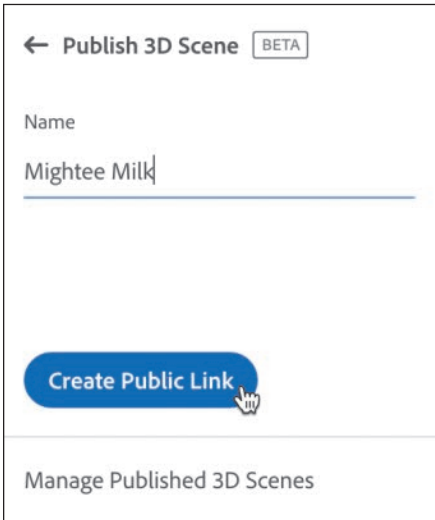 Publish 3D Scene BETA
Name
Mightee Milk
Create Public Link
Manage Published 3D Scenes